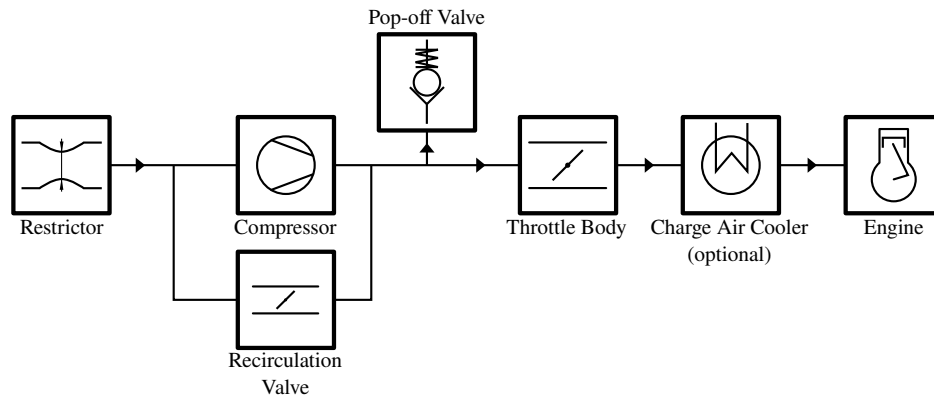 Pop-off Valve
Restrictor
Compressor
Throttle Body
Charge Air Cooler
(optional)
Engine
Recirculation
Valve